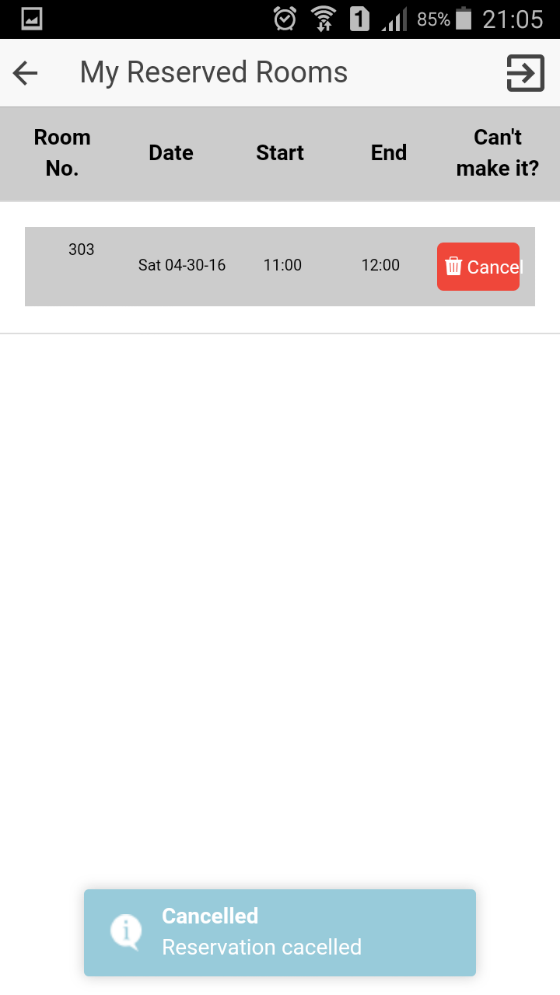 1 85% 21:05
My Reserved Rooms
Room No. Date Start End Can't make it?
303 Sat 04-30-16 11:00 12:00 Cancel
Cancelled
Reservation cacelled